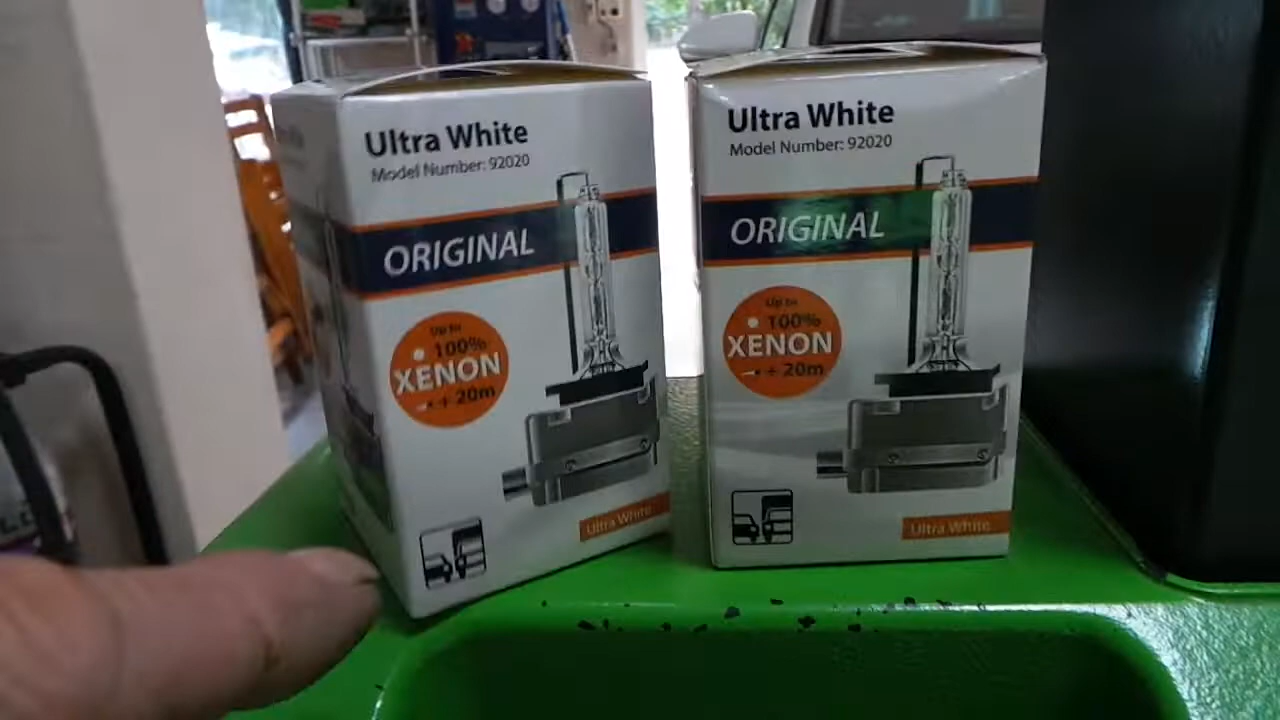 Ultra White
Model Number: 92020
ORIGINAL
Up to
100%
XENON
+ 20m
Ultra White
Ultra White
Model Number: 92020
ORIGINAL
Up to
100%
XENON
+ 20m
Ultra White